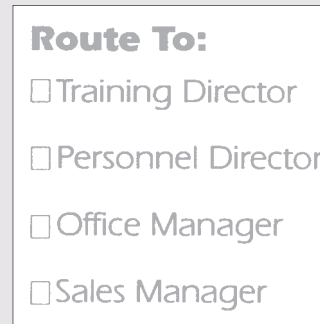 Route To:
Training Director
Personnel Director
Office Manager
Sales Manager